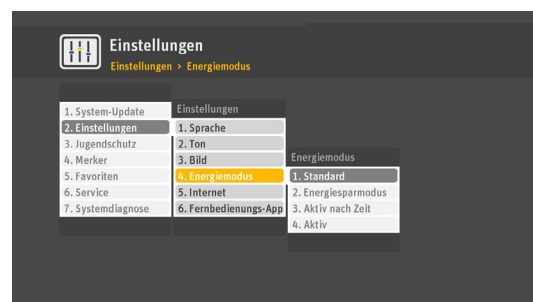 Einstellungen
Einstellungen > Energiemodus
1. System-Update
2. Einstellungen
3. Jugendschutz
4. Merker
5. Favoriten
6. Service
7. Systemdiagnose
Einstellungen
1. Sprache
2. Ton
3. Bild
4. Energiemodus
5. Internet
6. Fernbedienungs-App
Energiemodus
1. Standard
2. Energiesparmodus
3. Aktiv nach Zeit
4. Aktiv